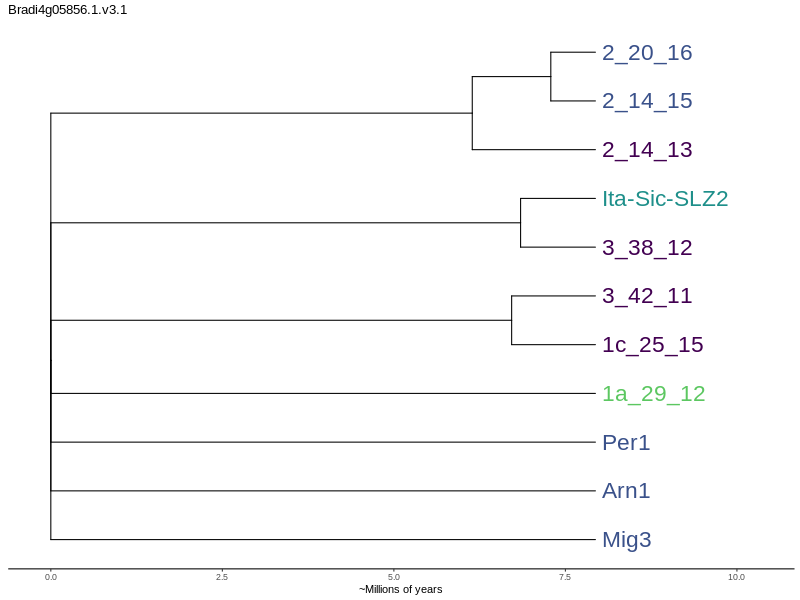 Bradi4g05856.1.v3.1
2_20_16
2_14_15
2_14_13
Ita-Sic-SLZ2
3_38_12
3_42_11
1c_25_15
1a_29_12
Per1
Arn1
Mig3
0.0 2.5 5.0 7.5 10.0
~Millions of years